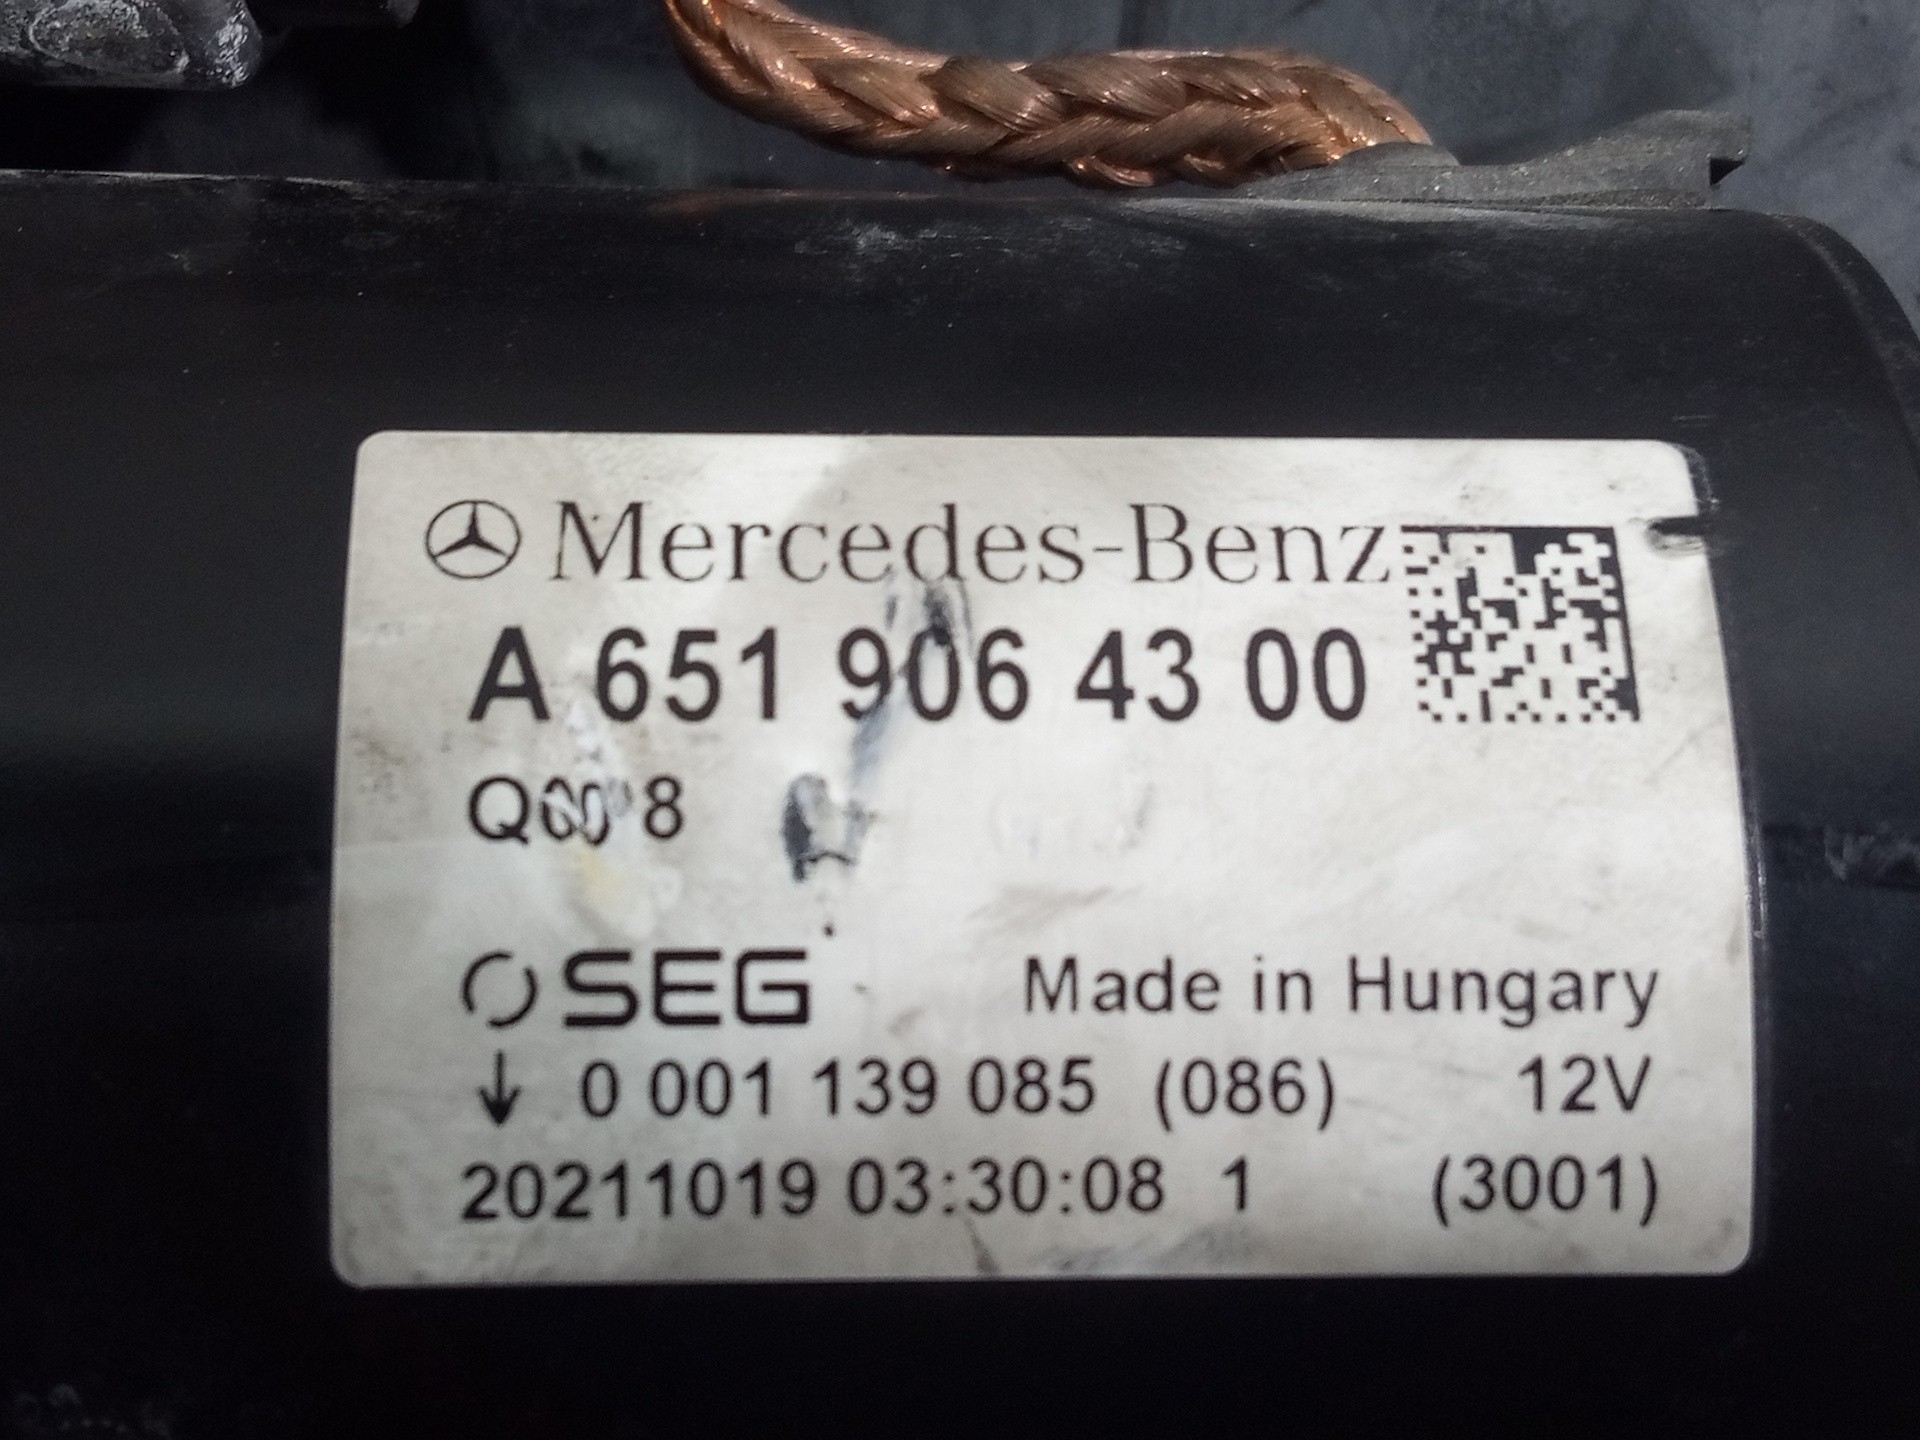 Mercedes-Benz
A 651 906 43 00
SEG Made in Hungary
↓ 0 001 139 085 (086) 12V
20211019 03:30:08 1 (3001)